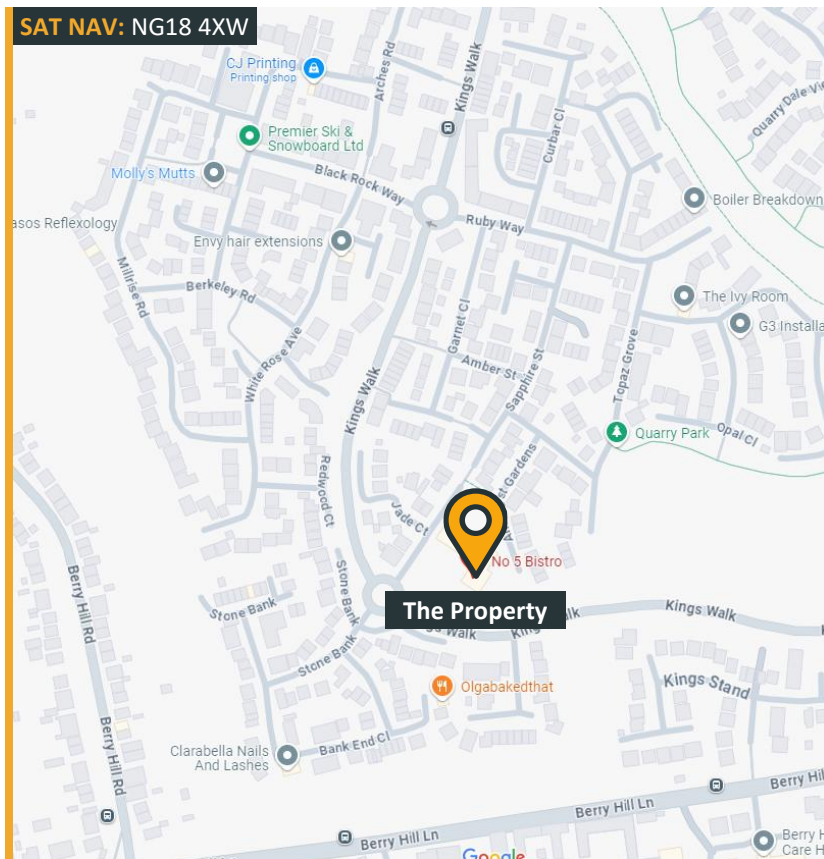 SAT NAV: NG18 4XW
CJ Printing
Printing shop
Arches Rd
Kings Walk
Curbar Cl
Premier Ski &
Snowboard Ltd
Molly's Mutts
Black Rock Way
Ruby Way
Boiler Breakdown
asos Reflexology
Envy hair extensions
Millrise Rd
Berkeley Rd
White Rose Ave
Garnet Cl
The Ivy Room
G3 Installa
Amber St
Sapphire St
Topaz Grove
Kings Walk
Quarry Park
Opal Cl
Redwood Ct
Jade Ct
st Gardens
No 5 Bistro
The Property
Kings Walk
Berry Hill Rd
Stone Bank
Stone Bank
Stone Bank
Kings Stand
Olgabakedthat
Bank End Cl
Clarabella Nails
And Lashes
Berry Hill Rd
Berry Hill Ln
Berry Hill Ln
Berry Hi
Berry H
Care H
Google